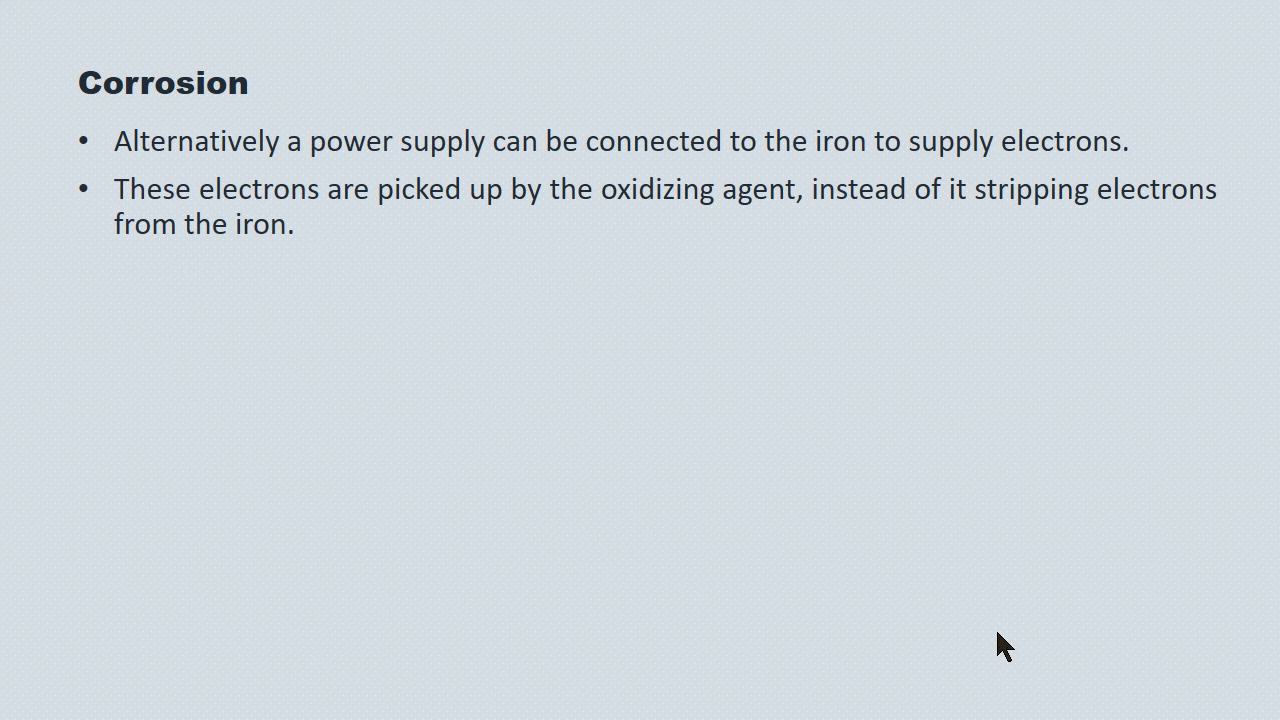 Corrosion
• Alternatively a power supply can be connected to the iron to supply electrons.
• These electrons are picked up by the oxidizing agent, instead of it stripping electrons
from the iron.